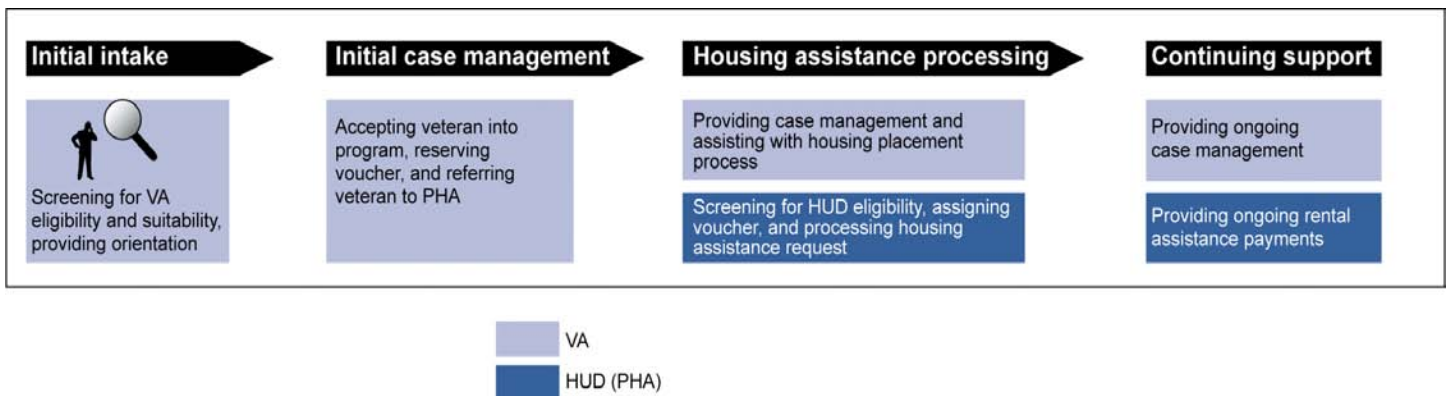 Initial intake
Initial case management
Housing assistance processing
Continuing support
Screening for VA
eligibility and suitability,
providing orientation
Accepting veteran into
program, reserving
voucher, and referring
veteran to PHA
Providing case management and
assisting with housing placement
process
Screening for HUD eligibility, assigning
voucher, and processing housing
assistance request
Providing ongoing
case management
Providing ongoing rental
assistance payments
VA
HUD (PHA)